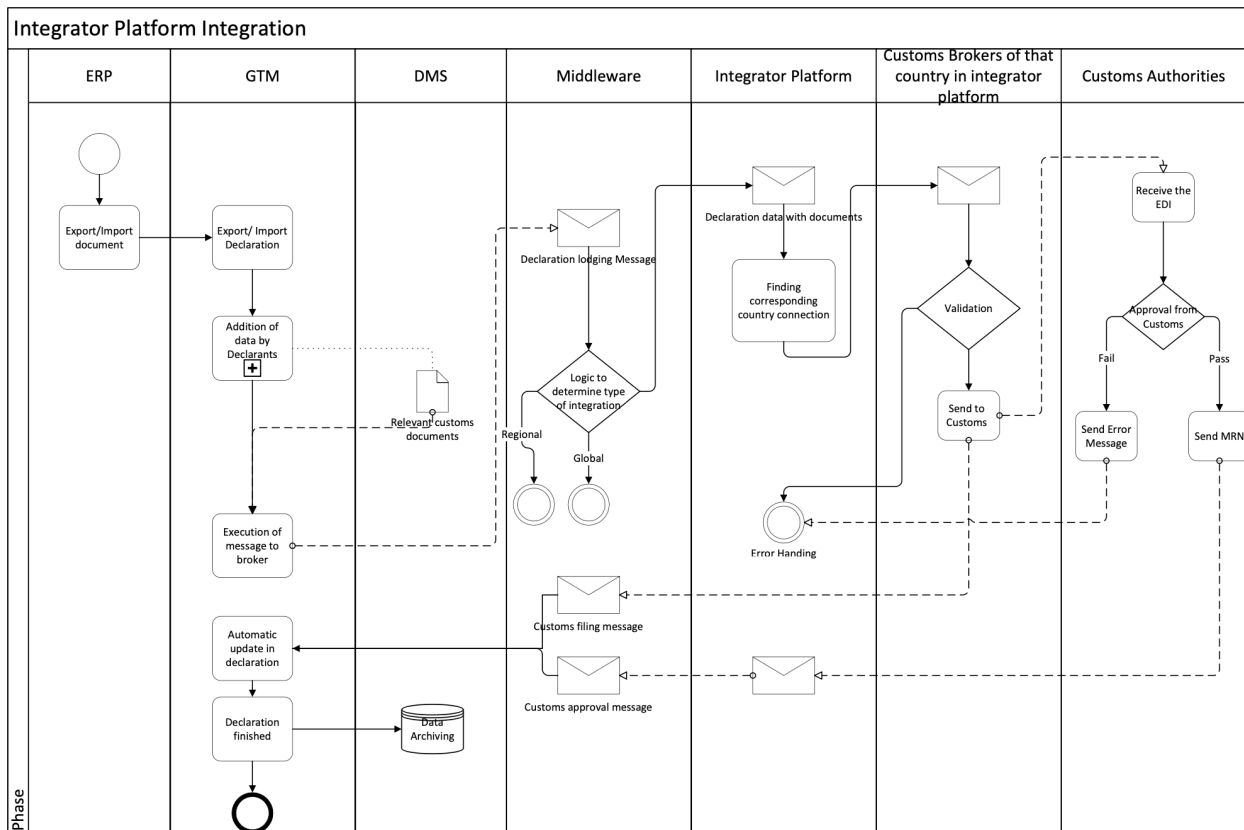 Integrator Platform Integration
ERP
GTM
DMS
Middleware
Integrator Platform
Customs Brokers of that
country in integrator
platform
Customs Authorities
Export/Import
document
Export/ Import
Declaration
Addition of
data by
Declarants
Relevant customs
documents
Execution of
message to
broker
Automatic
update in
declaration
Declaration
finished
Data
Archiving
Declaration lodging Message
Logic to
determine type
of integration
Regional
Global
Customs filing message
Customs approval message
Declaration data with documents
Finding
corresponding
country connection
Error Handing
Validation
Send to
Customs
Receive the
EDI
Approval from
Customs
Fail
Pass
Send Error
Message
Send MRN
Phase